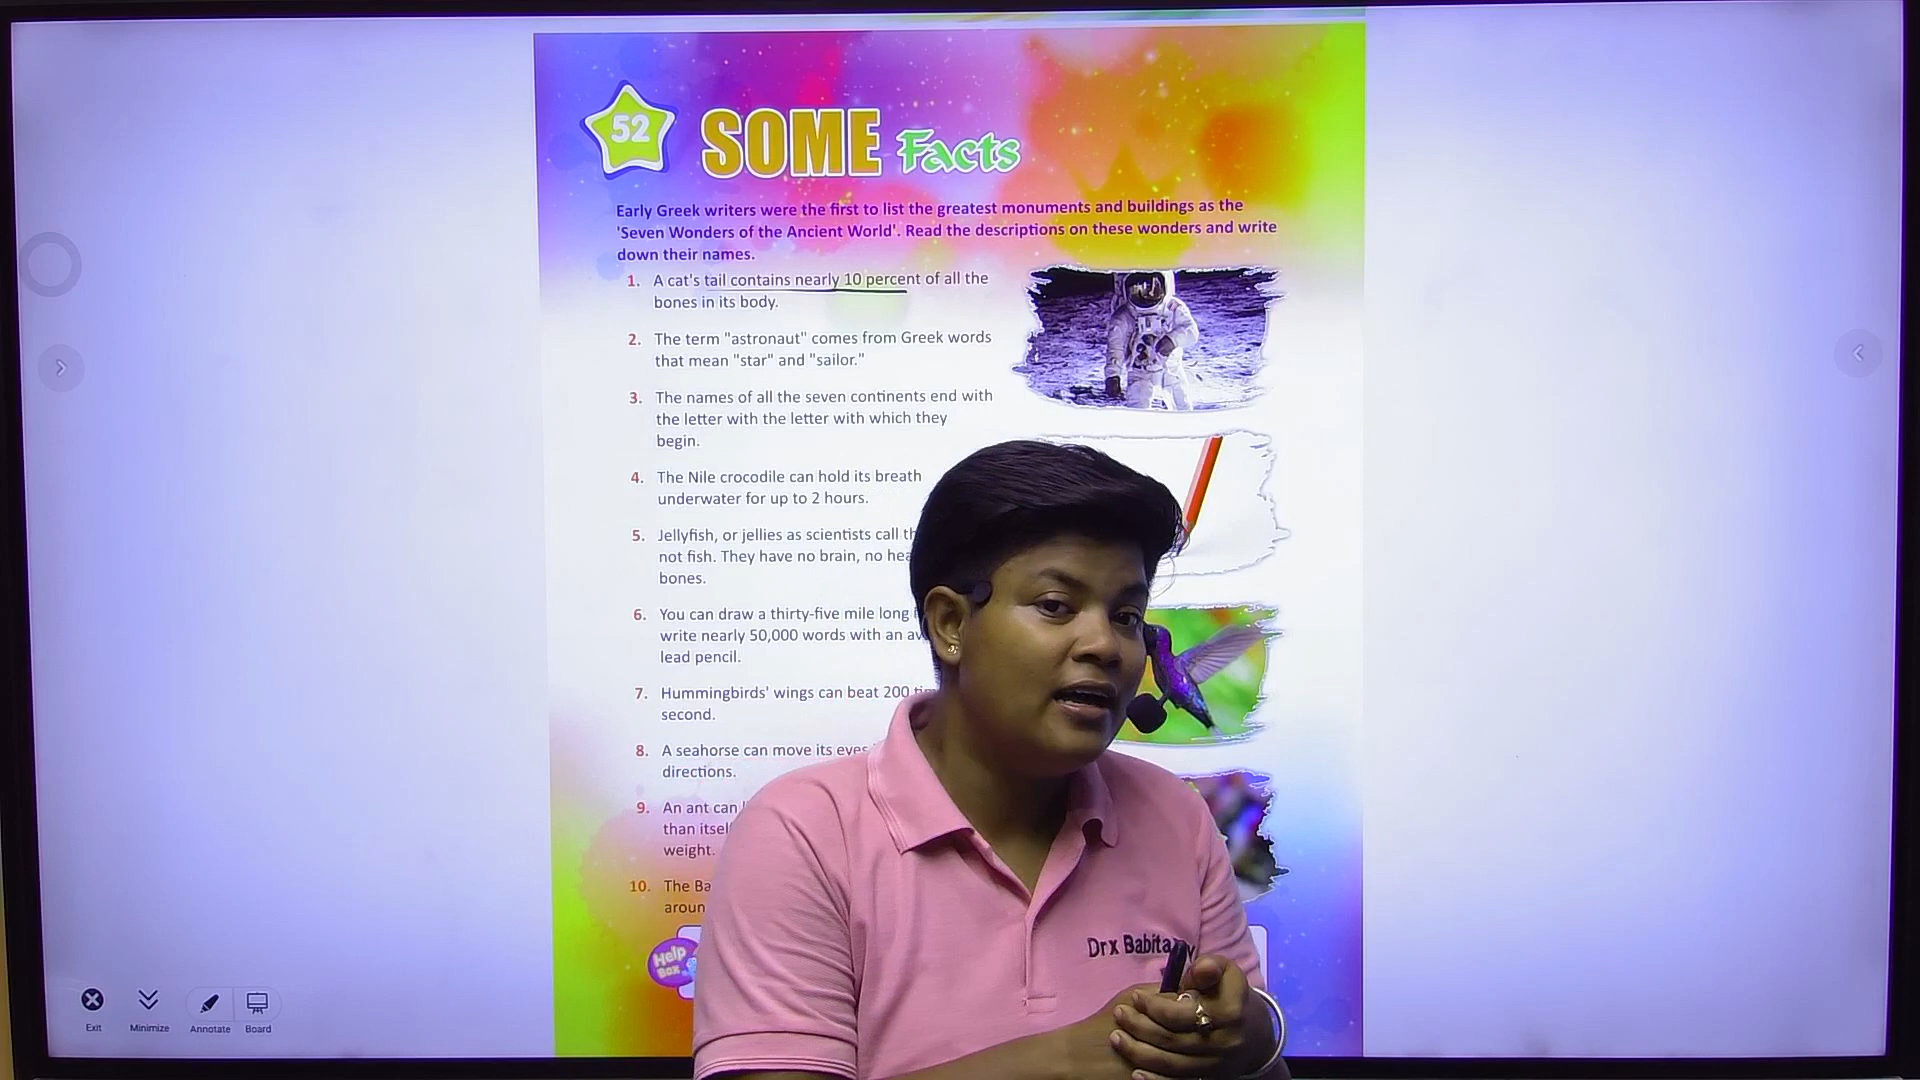 52
SOME Facts
Early Greek writers were the first to list the greatest monuments and buildings as the
'Seven Wonders of the Ancient World'. Read the descriptions on these wonders and write
down their names.
1. A cat's tail contains nearly 10 percent of all the
bones in its body.
2. The term "astronaut" comes from Greek words
that mean "star" and "sailor."
3. The names of all the seven continents end with
the letter with the letter with which they
begin.
4. The Nile crocodile can hold its breath
underwater for up to 2 hours.
5. Jellyfish, or jellies as scientists call
not fish. They have no brain, no
bones.
6. You can draw a thirty-five mile long
write nearly 50,000 words with an
lead pencil.
7. Hummingbirds' wings can beat 200
second.
8. A seahorse can move its eyes
directions.
9. An ant can
than
weight.
10. The
Help
Box
Drx Babita
Exit
Minimize
Annotate
Board